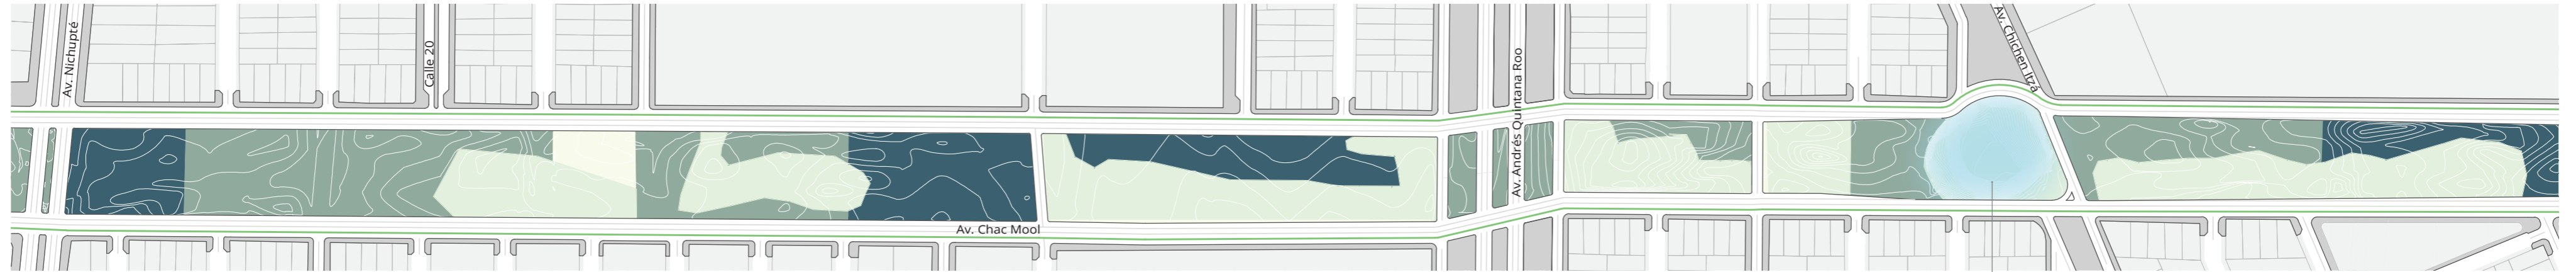 Av. Nichupté
Calle 20
Av. Andrés Quintana Roo
Av. Chichen Itzá
Av. Chac Mool